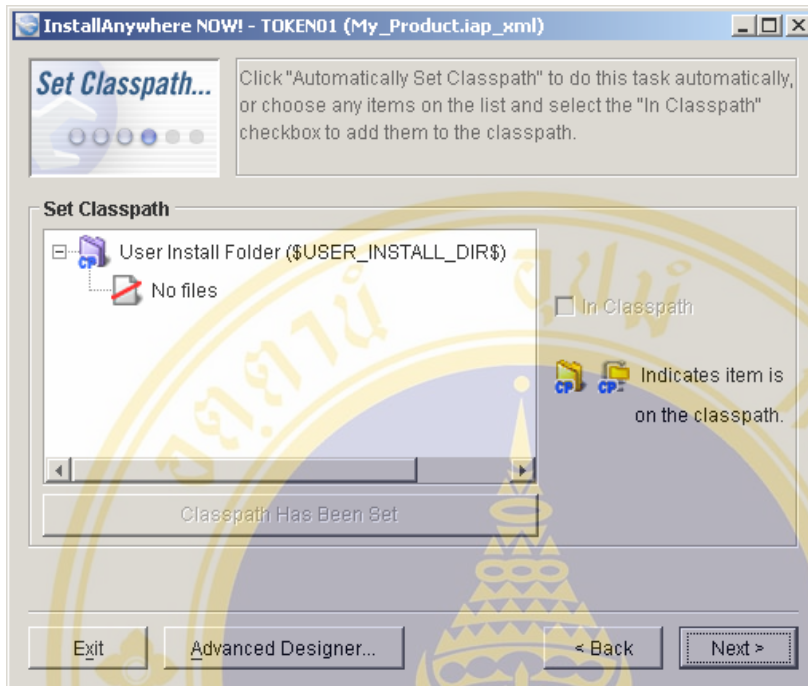 InstallAnywhere NOW! - TOKEN01 (My_Product.iap_xml)
Set Classpath...
Click "Automatically Set Classpath" to do this task automatically,
or choose any items on the list and select the "In Classpath"
checkbox to add them to the classpath.
Set Classpath
CP User Install Folder ($USER_INSTALL_DIR$)
No files
In Classpath
CP CP Indicates item is
on the classpath.
Classpath Has Been Set
Exit
Advanced Designer...
< Back
Next >